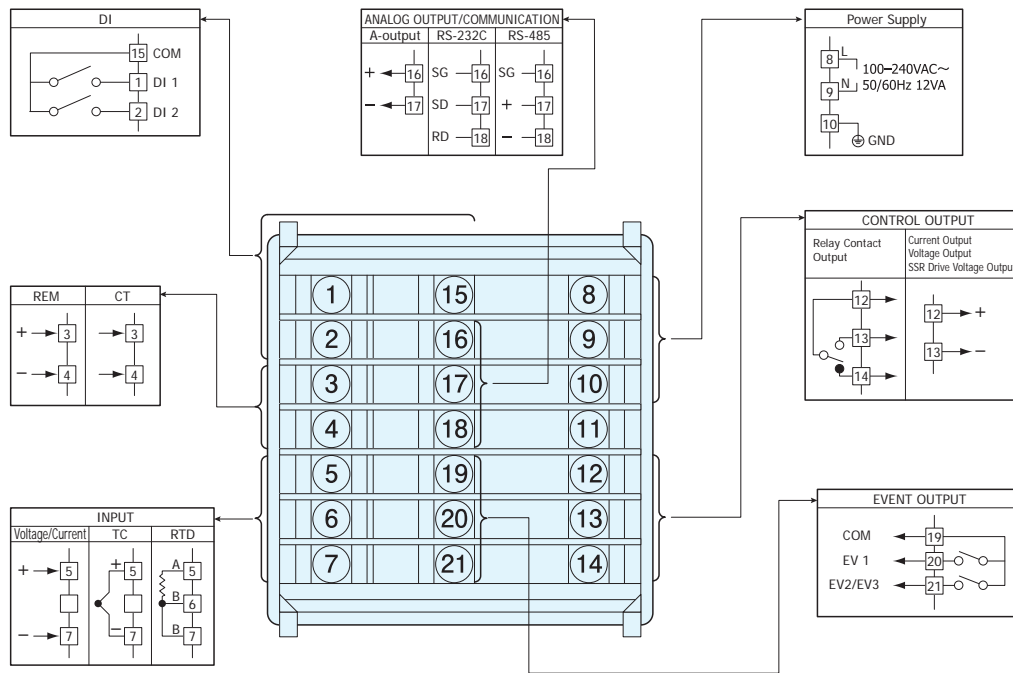 DI
15 COM
1 DI 1
2 DI 2
ANALOG OUTPUT/COMMUNICATION
A-output RS-232C RS-485
+ 16 SG 16 SG 16
− 17 SD 17 + 17
RD 18 − 18
Power Supply
8 L
100–240VAC~
9 N 50/60Hz 12VA
10
GND
REM CT
+ 3 3
− 4 4
CONTROL OUTPUT
Relay Contact
Output
Current Output
Voltage Output
SSR Drive Voltage Output
12
13
14
12 +
13 −
INPUT
Voltage/Current TC RTD
+ 5 + 5 A 5
B 6
− 7 − 7 B 7
EVENT OUTPUT
COM 19
EV 1 20
EV2/EV3 21
1 15 8
2 16 9
3 17 10
4 18 11
5 19 12
6 20 13
7 21 14